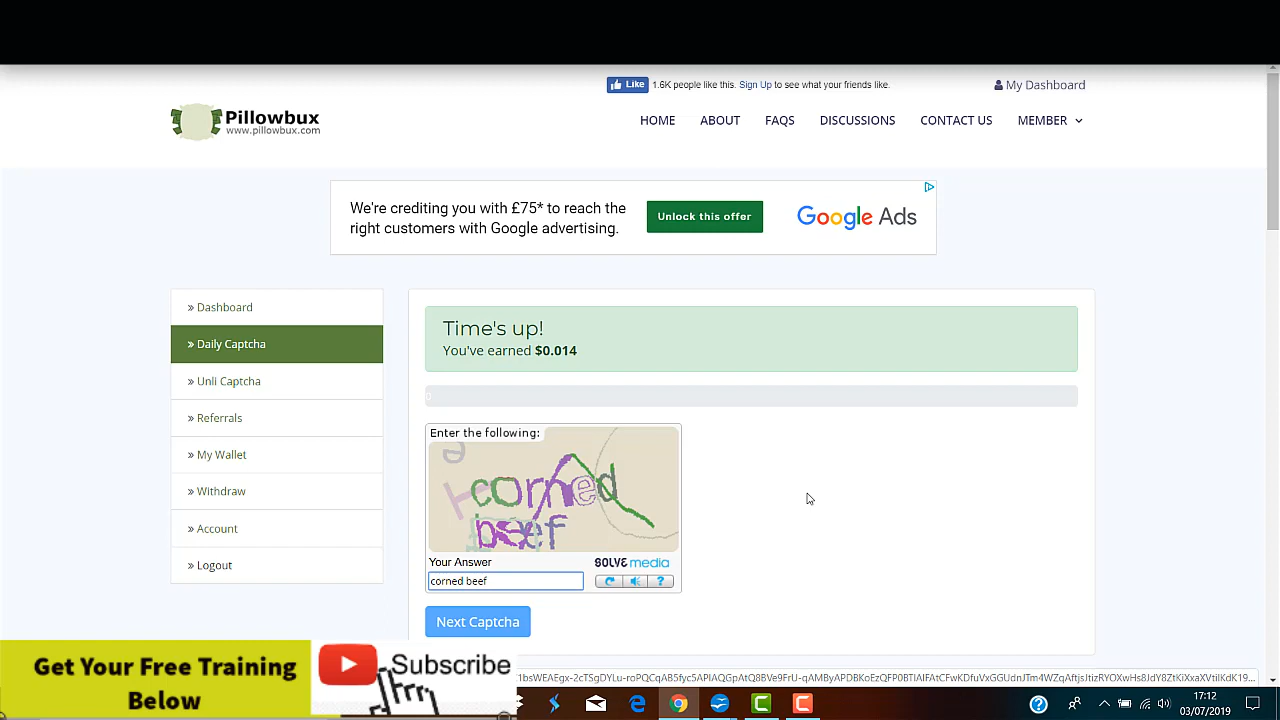 Like 1.6K people like this. Sign Up to see what your friends like.
My Dashboard
Pillowbux
www.pillowbux.com
HOME ABOUT FAQS DISCUSSIONS CONTACT US MEMBER
We're crediting you with £75* to reach the
right customers with Google advertising.
Unlock this offer
Google Ads
» Dashboard
» Daily Captcha
» Unli Captcha
» Referrals
» My Wallet
» Withdraw
» Account
» Logout
Time's up!
You've earned $0.014
0
Enter the following:
corned
beef
Your Answer
SOLVE media
corned beef
?
Next Captcha
Get Your Free Training
Below
Subscribe
?
17:12
03/07/2019